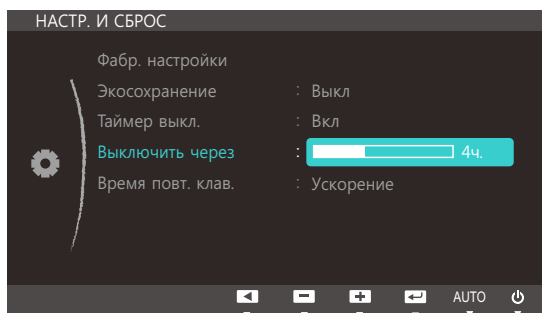 НАСТР. И СБРОС
Фабр. настройки
Экосохранение : Выкл
Таймер выкл. : Вкл
Выключить через : 4ч.
Время повт. клав. : Ускорение
AUTO